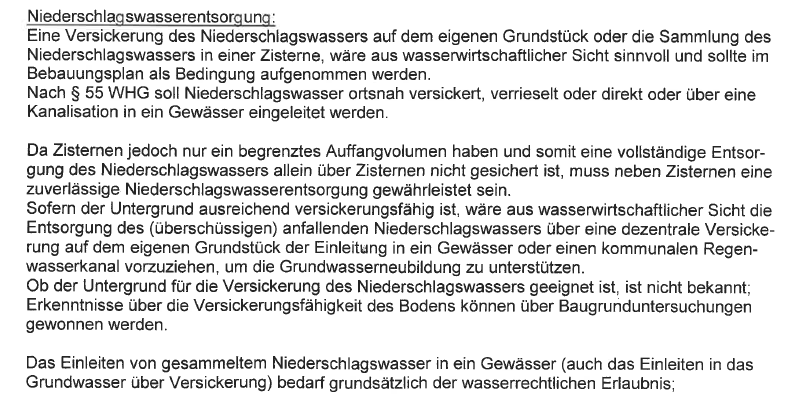 Niederschlagswasserentsorgung:
Eine Versickerung des Niederschlagswassers auf dem eigenen Grundstück oder die Sammlung des
Niederschlagswassers in einer Zisterne, wäre aus wasserwirtschaftlicher Sicht sinnvoll und sollte im
Bebauungsplan als Bedingung aufgenommen werden.
Nach § 55 WHG soll Niederschlagswasser ortsnah versickert, verrieselt oder direkt oder über eine
Kanalisation in ein Gewässer eingeleitet werden.
Da Zisternen jedoch nur ein begrenztes Auffangvolumen haben und somit eine vollständige Entsor-
gung des Niederschlagswassers allein über Zisternen nicht gesichert ist, muss neben Zisternen eine
zuverlässige Niederschlagswasserentsorgung gewährleistet sein.
Sofern der Untergrund ausreichend versickerungsfähig ist, wäre aus wasserwirtschaftlicher Sicht die
Entsorgung des (überschüssigen) anfallenden Niederschlagswassers über eine dezentrale Versicke-
rung auf dem eigenen Grundstück der Einleitung in ein Gewässer oder einen kommunalen Regen-
wasserkanal vorzuziehen, um die Grundwasserneubildung zu unterstützen.
Ob der Untergrund für die Versickerung des Niederschlagswassers geeignet ist, ist nicht bekannt;
Erkenntnisse über die Versickerungsfähigkeit des Bodens können über Baugrunduntersuchungen
gewonnen werden.
Das Einleiten von gesammeltem Niederschlagswasser in ein Gewässer (auch das Einleiten in das
Grundwasser über Versickerung) bedarf grundsätzlich der wasserrechtlichen Erlaubnis;